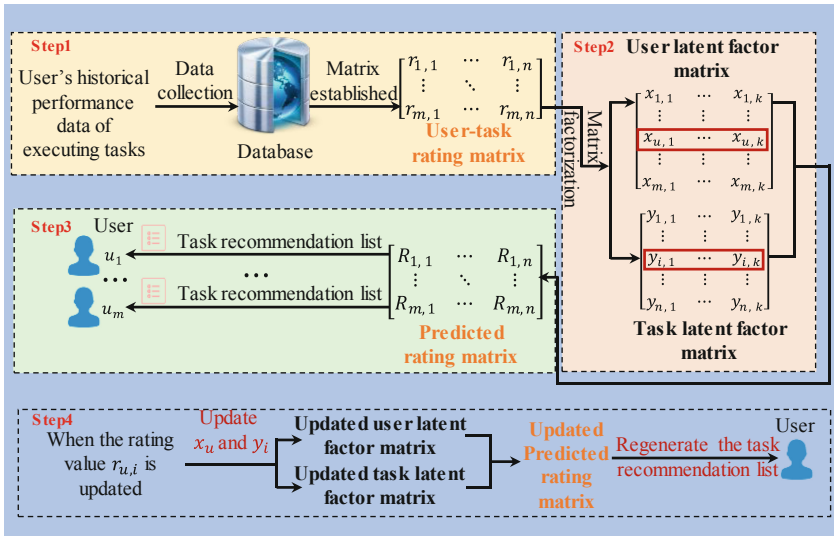 Step1
User's historical
performance
data of
executing tasks
Data
collection
Database
Matrix
established
r1,1 ⋯ r1,n
⋮ ⋱ ⋮
rm,1 ⋯ rm,n
User-task
rating matrix
Step2
User latent factor
matrix
Matrix
factorization
x1,1 ⋯ x1,k
⋮ ⋮ ⋮
xu,1 ⋯ xu,k
⋮ ⋮ ⋮
xm,1 ⋯ xm,k
y1,1 ⋯ y1,k
⋮ ⋮ ⋮
yi,1 ⋯ yi,k
⋮ ⋮ ⋮
yn,1 ⋯ yn,k
Task latent factor
matrix
Step3
User
u1
Task recommendation list
⋯ ⋯
um
Task recommendation list
R1,1 ⋯ R1,n
⋮ ⋱ ⋮
Rm,1 ⋯ Rm,n
Predicted
rating matrix
Step4
When the rating
value ru,i is
updated
Update
xu and yi
Updated user latent
factor matrix
Updated task latent
factor matrix
Updated
Predicted
rating
matrix
Regenerate the task
recommendation list
User